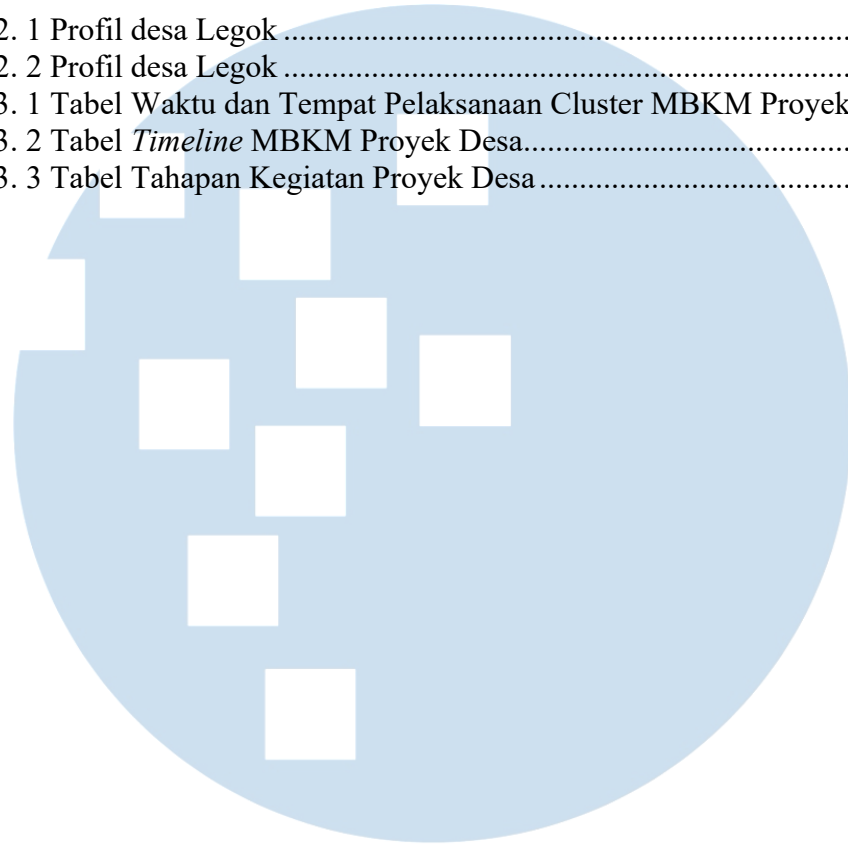 2. 1 Profil desa Legok ........................................................................
2. 2 Profil desa Legok ........................................................................
3. 1 Tabel Waktu dan Tempat Pelaksanaan Cluster MBKM Proyek
3. 2 Tabel Timeline MBKM Proyek Desa..........................................
3. 3 Tabel Tahapan Kegiatan Proyek Desa ........................................